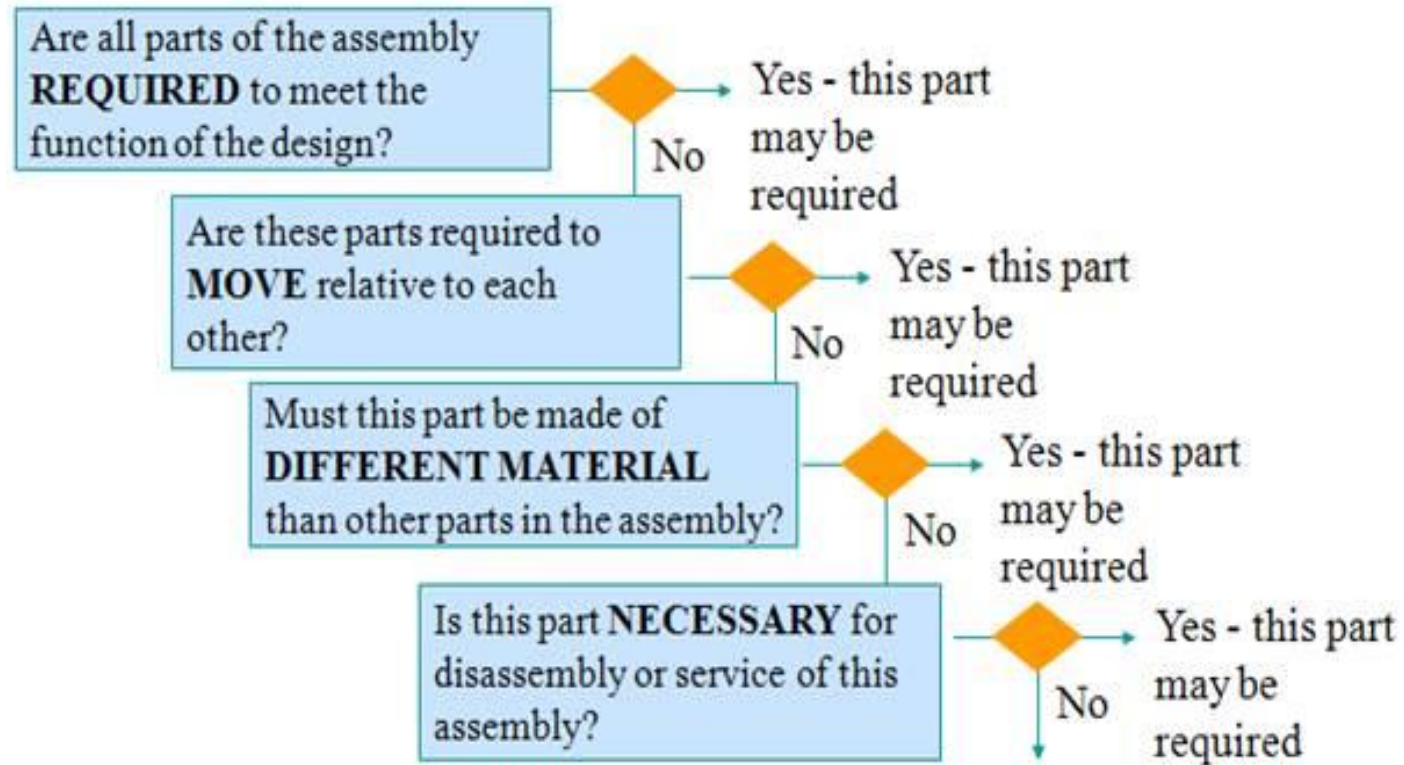 Are all parts of the assembly
REQUIRED to meet the
function of the design?
Yes - this part
may be
required
No
Are these parts required to
MOVE relative to each
other?
Yes - this part
may be
required
No
Must this part be made of
DIFFERENT MATERIAL
than other parts in the assembly?
Yes - this part
may be
required
No
Is this part NECESSARY for
disassembly or service of this
assembly?
Yes - this part
may be
required
No